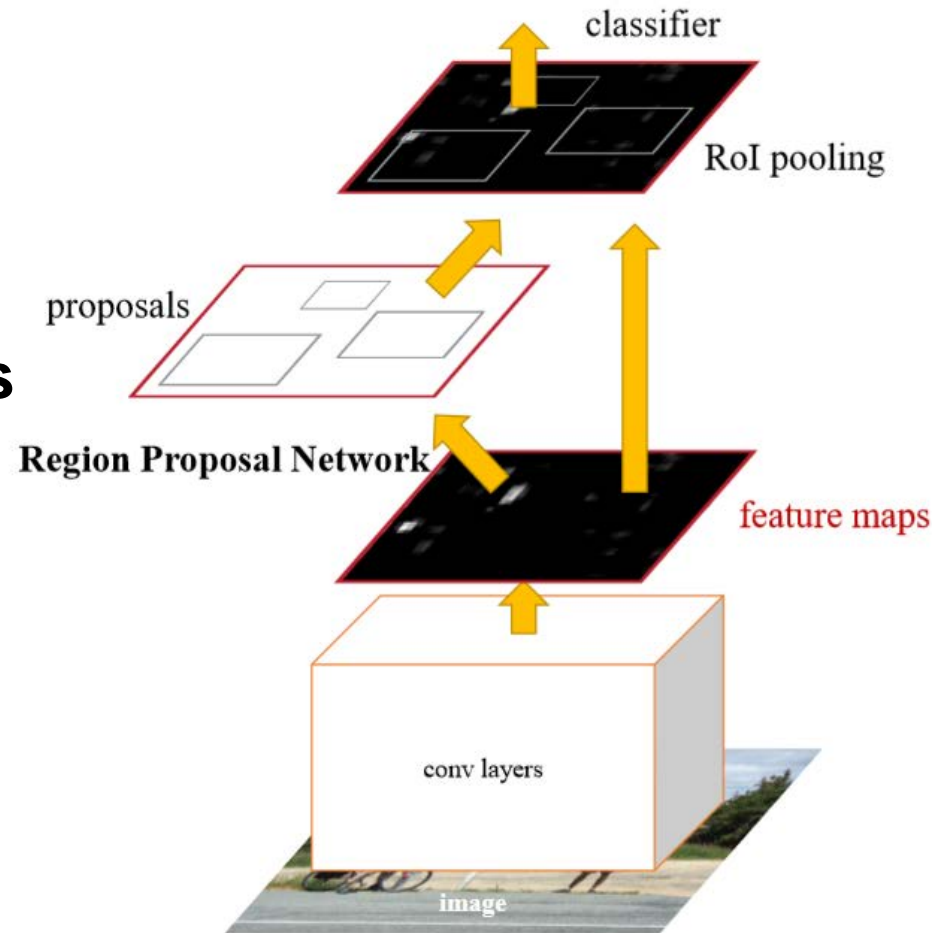 classifier
RoI pooling
proposals
s
Region Proposal Network
feature maps
conv layers
image